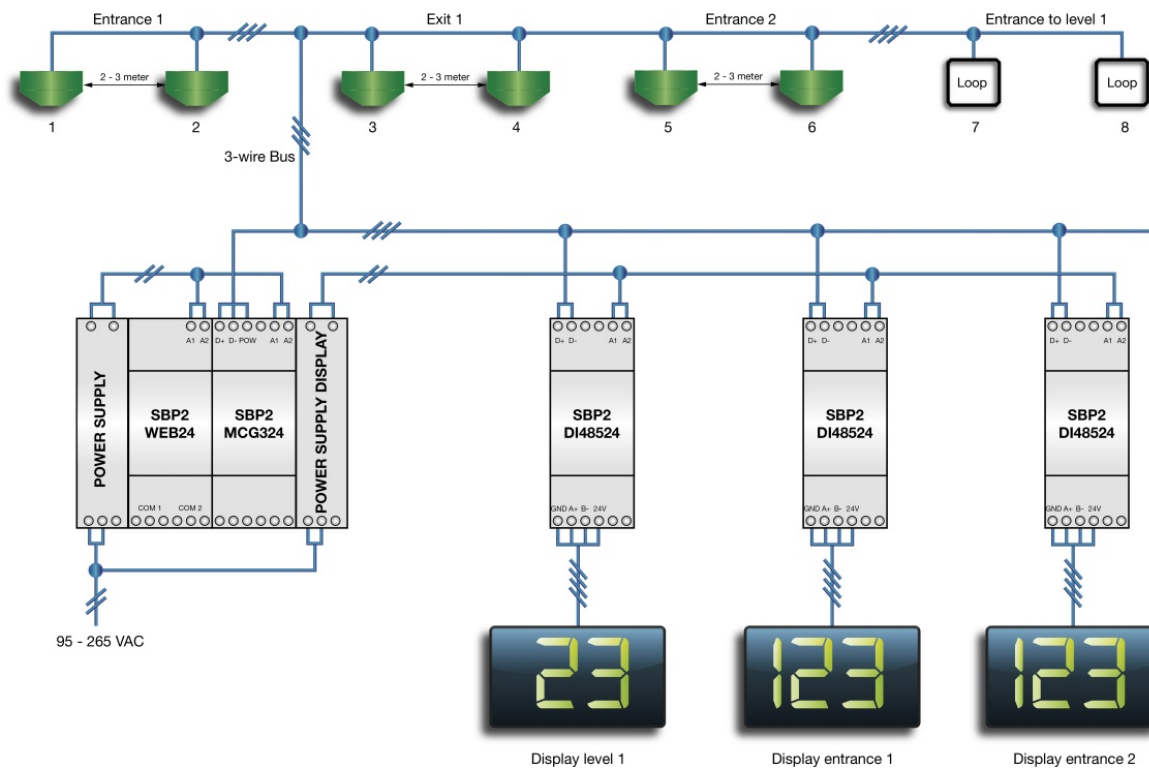 Entrance 1 Exit 1 Entrance 2 Entrance to level 1
2 - 3 meter 2 - 3 meter 2 - 3 meter Loop Loop
1 2 3 4 5 6 7 8
3-wire Bus
A1 A2 D+ D- POW A1 A2 D+ D- A1 A2 D+ D- A1 A2 D+ D- A1 A2
POWER SUPPLY
SBP2
WEB24
SBP2
MCG324
POWER SUPPLY DISPLAY
SBP2
DI48524
SBP2
DI48524
SBP2
DI48524
COM 1 COM 2
GND A+ B- 24V GND A+ B- 24V GND A+ B- 24V
95 - 265 VAC
23 123 123
Display level 1 Display entrance 1 Display entrance 2